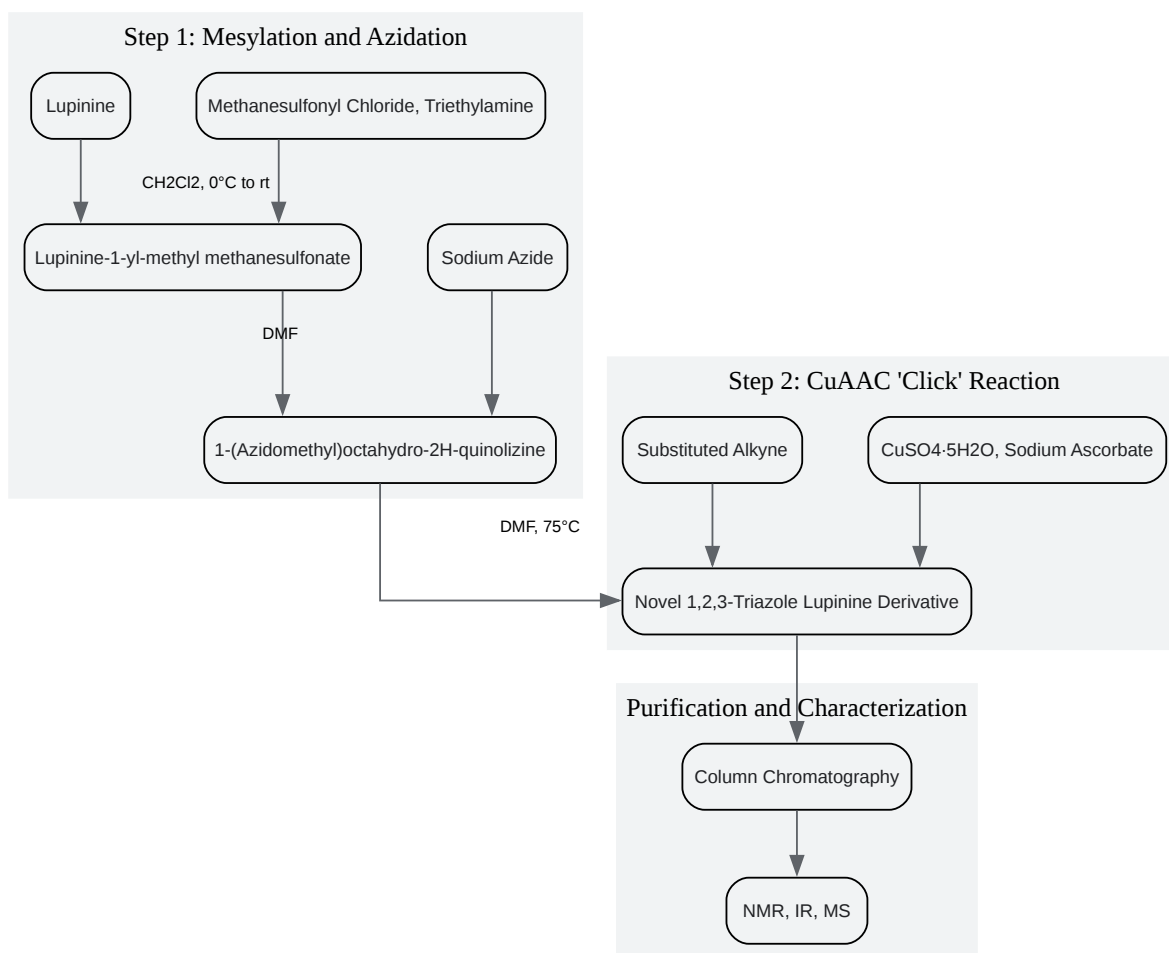 Step 1: Mesylation and Azidation
Lupinine
Methanesulfonyl Chloride, Triethylamine
CH2Cl2, 0°C to rt
Lupinine-1-yl-methyl methanesulfonate
Sodium Azide
DMF
1-(Azidomethyl)octahydro-2H-quinolizine
Step 2: CuAAC 'Click' Reaction
Substituted Alkyne
CuSO4·5H2O, Sodium Ascorbate
DMF, 75°C
Novel 1,2,3-Triazole Lupinine Derivative
Purification and Characterization
Column Chromatography
NMR, IR, MS